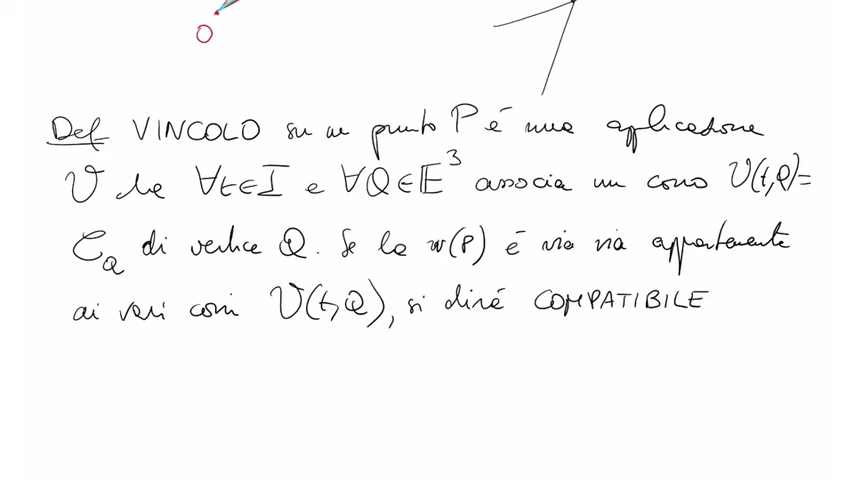 O
Def VINCOLO su un punto P è una applicazione
𝒱 che ∀t∈I e ∀Q∈𝔼³ associa un cono 𝒱(t,Q)=
𝒞_Q di vertice Q. Se la w(P) è via via appartenente
ai vari coni 𝒱(t,Q), si dirà COMPATIBILE